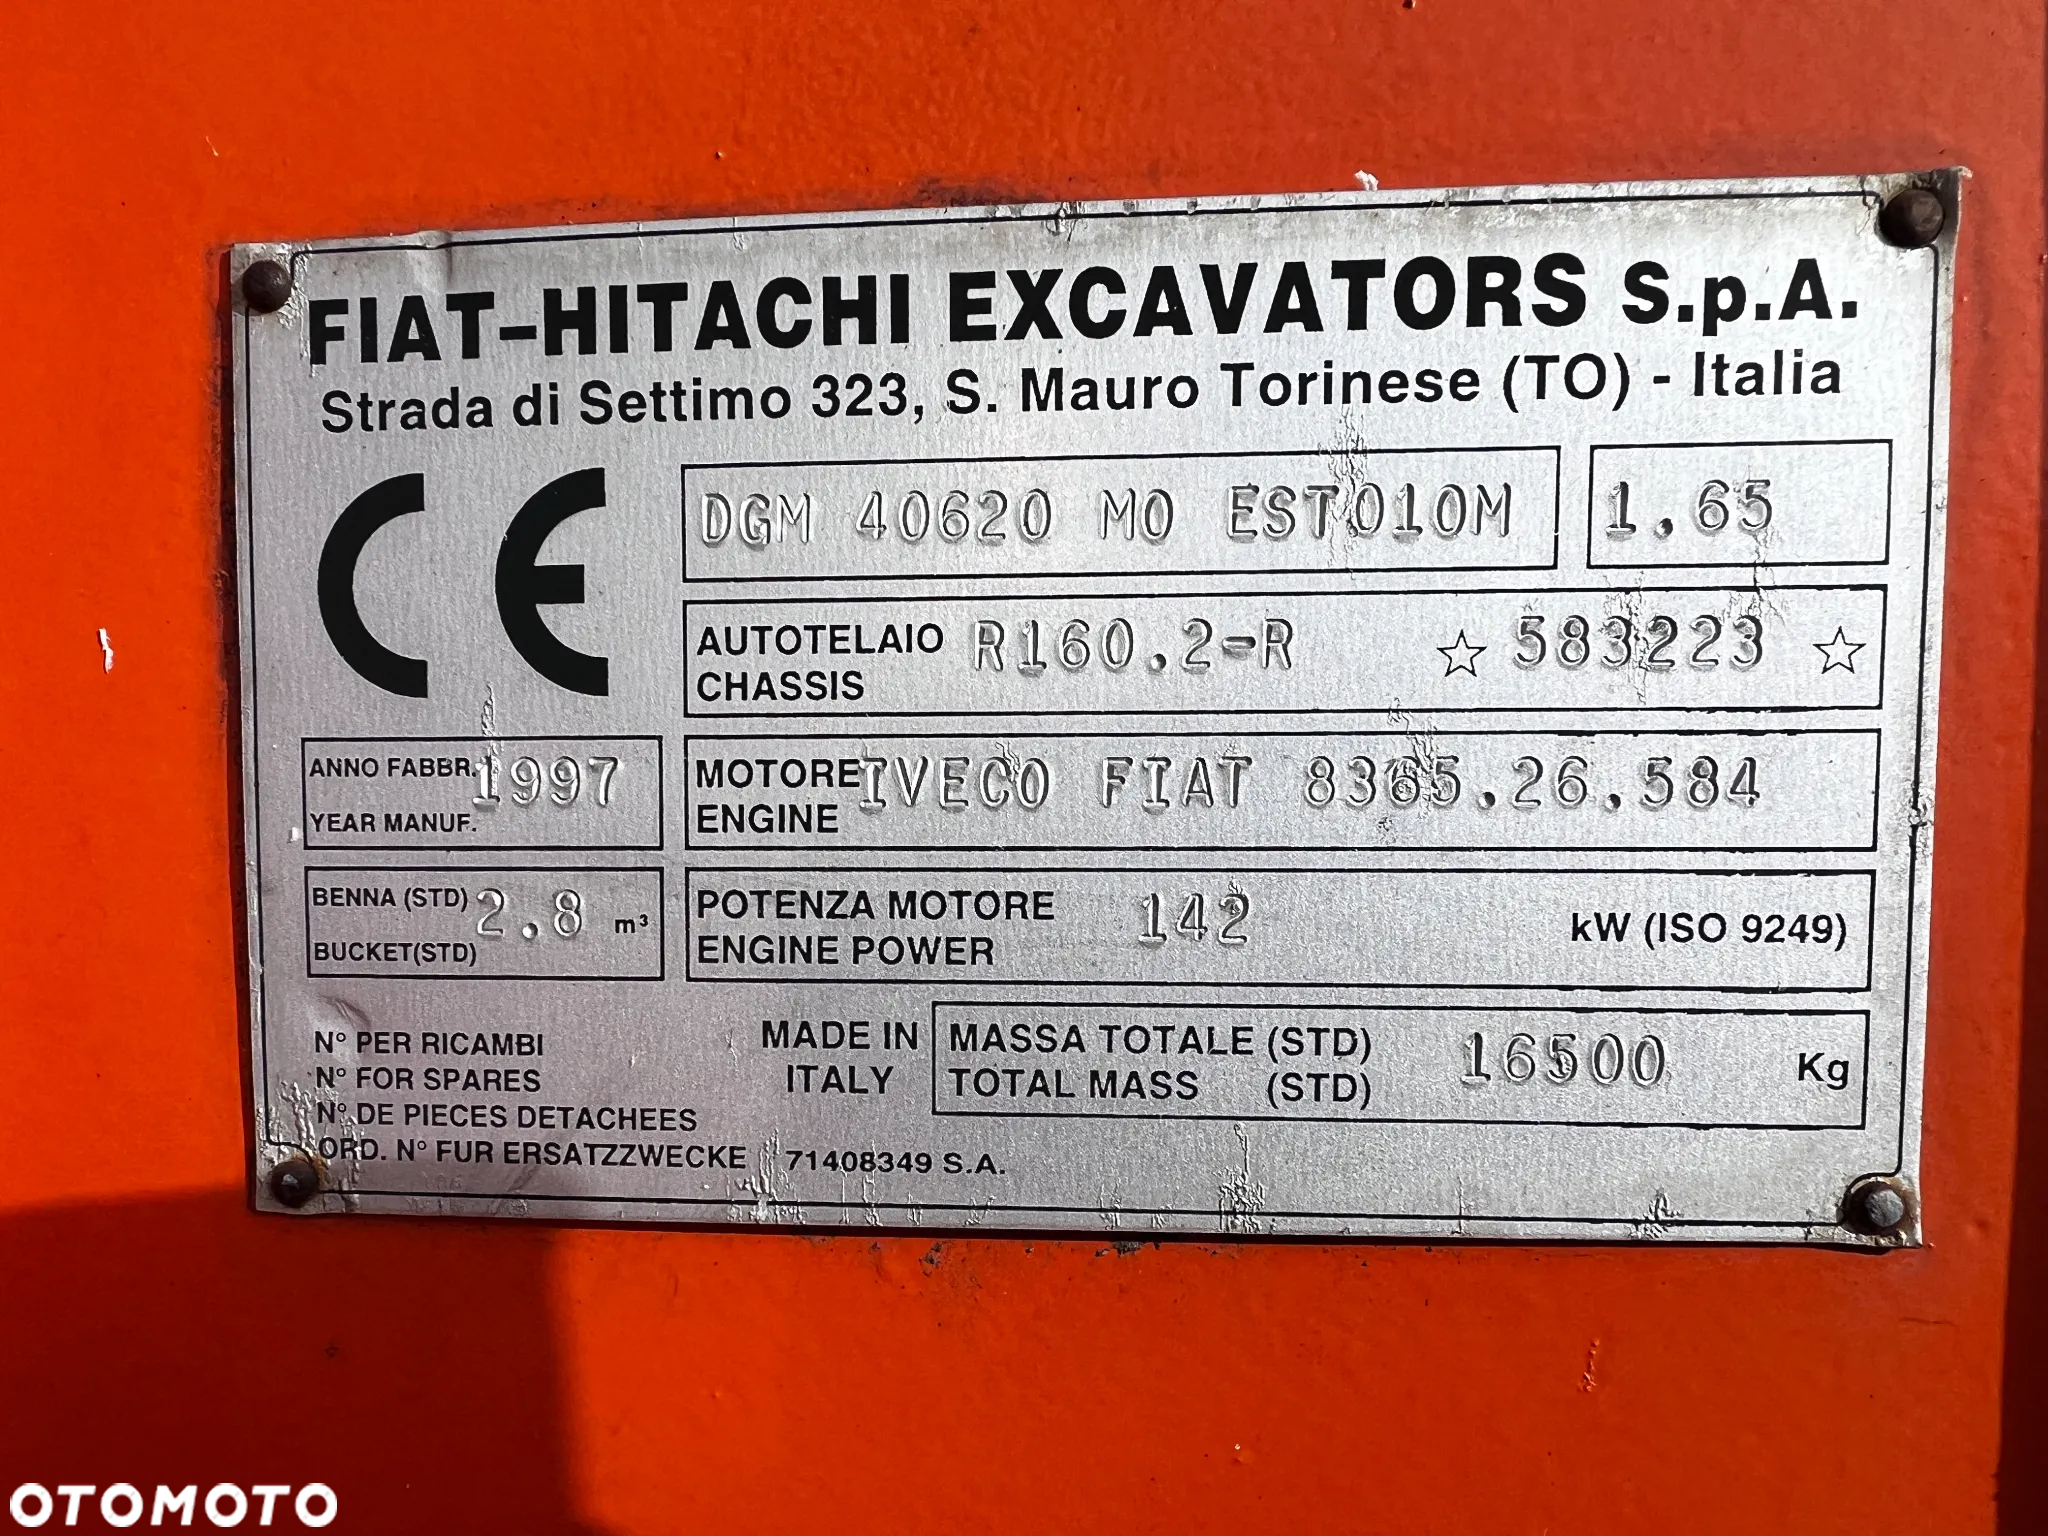 FIAT-HITACHI EXCAVATORS S.p.A.
Strada di Settimo 323, S. Mauro Torinese (TO) - Italia
CE
DGM 40620 MO EST010M 1.65
AUTOTELAIO R160.2-R ☆ 583223 ☆
CHASSIS
ANNO FABBR. 1997
YEAR MANUF.
MOTORE IVECO FIAT 8365.26.584
ENGINE
BENNA (STD) 2.8 m³
BUCKET(STD)
POTENZA MOTORE 142 kW (ISO 9249)
ENGINE POWER
N° PER RICAMBI
N° FOR SPARES
N° DE PIECES DETACHEES
ORD. N° FUR ERSATZZWECKE 71408349 S.A.
MADE IN
ITALY
MASSA TOTALE (STD) 16500 Kg
TOTAL MASS (STD)
OTOMOTO